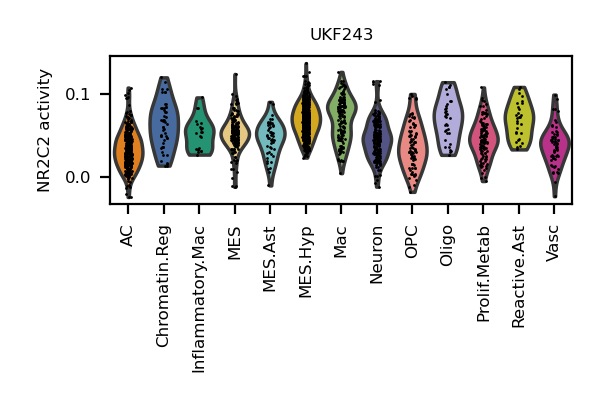 UKF243
NR2C2 activity
0.1
0.0
AC
Chromatin.Reg
Inflammatory.Mac
MES
MES.Ast
MES.Hyp
Mac
Neuron
OPC
Oligo
Prolif.Metab
Reactive.Ast
Vasc